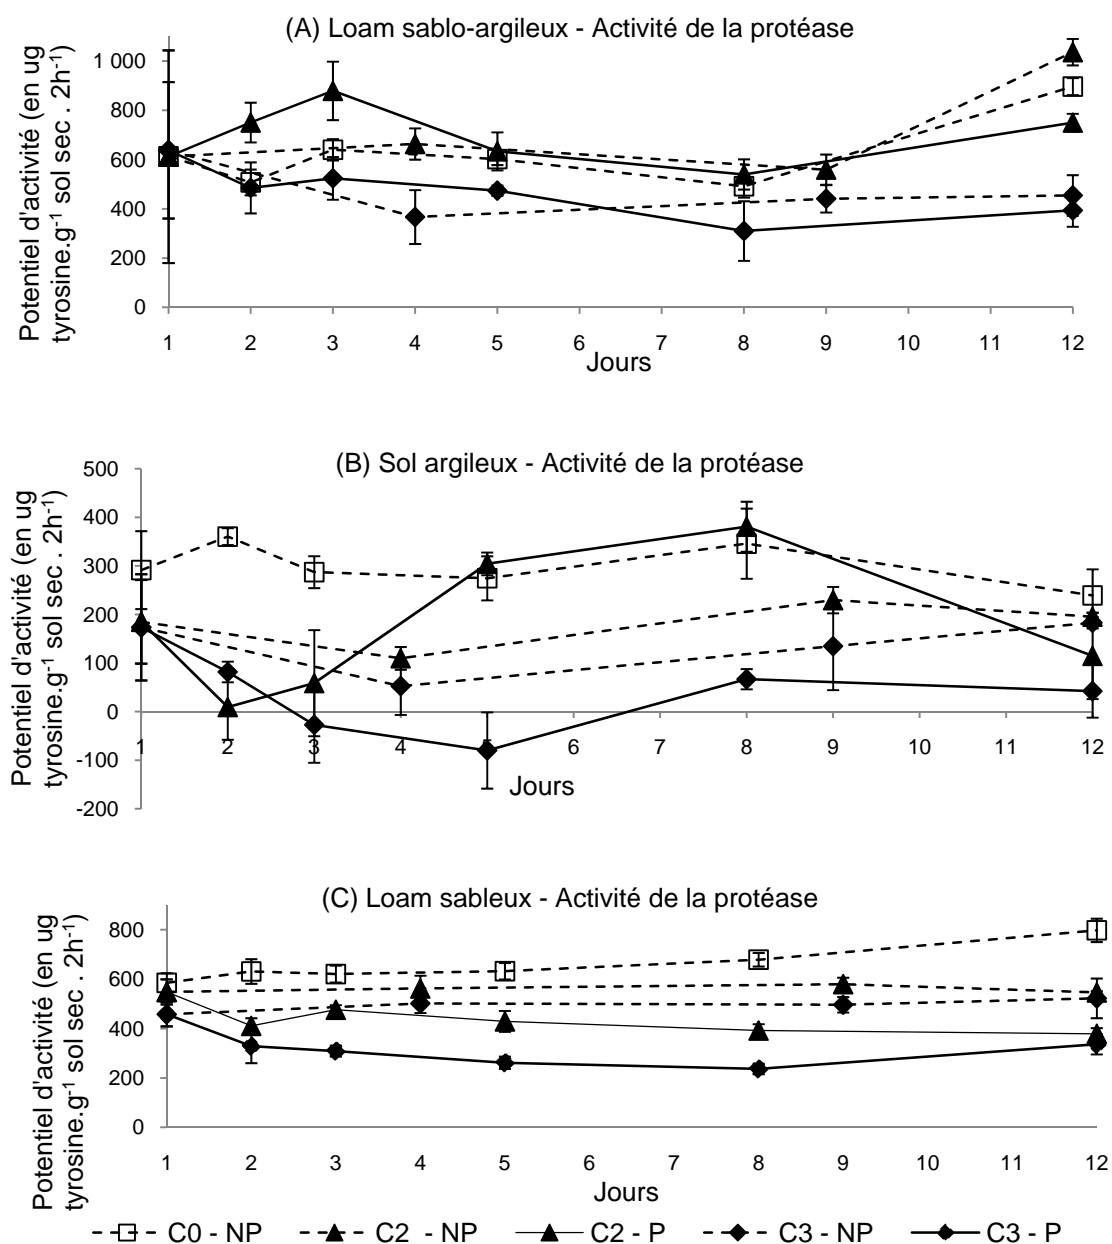 (A) Loam sablo-argileux - Activité de la protéase
Potentiel d'activité (en ug
tyrosine.g-1 sol sec . 2h-1)
1 000
800
600
400
200
0
1 2 3 4 5 6 7 8 9 10 11 12
Jours
(B) Sol argileux - Activité de la protéase
Potentiel d'activité (en ug
tyrosine.g-1 sol sec . 2h-1)
500
400
300
200
100
0
-100
-200
1 2 3 4 6 7 8 9 10 11 12
Jours
(C) Loam sableux - Activité de la protéase
Potentiel d'activité (en ug
tyrosine.g-1 sol sec . 2h-1)
800
600
400
200
0
1 2 3 4 5 6 7 8 9 10 11 12
Jours
C0 - NP C2 - NP C2 - P C3 - NP C3 - P